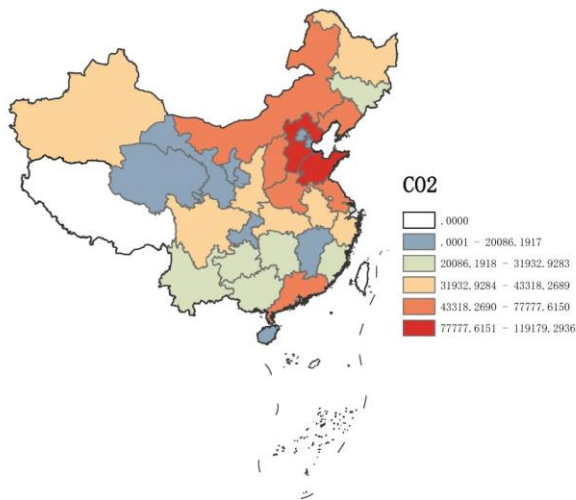 CO2
.0000
.0001 - 20086.1917
20086.1918 - 31932.9283
31932.9284 - 43318.2689
43318.2690 - 77777.6150
77777.6151 - 119179.2936